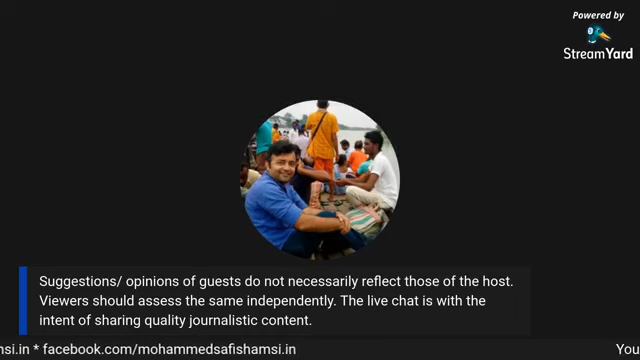 Powered by
StreamYard
Suggestions/ opinions of guests do not necessarily reflect those of the host.
Viewers should assess the same independently. The live chat is with the
intent of sharing quality journalistic content.
msi.in * facebook.com/mohammedsafishamsi.in
You